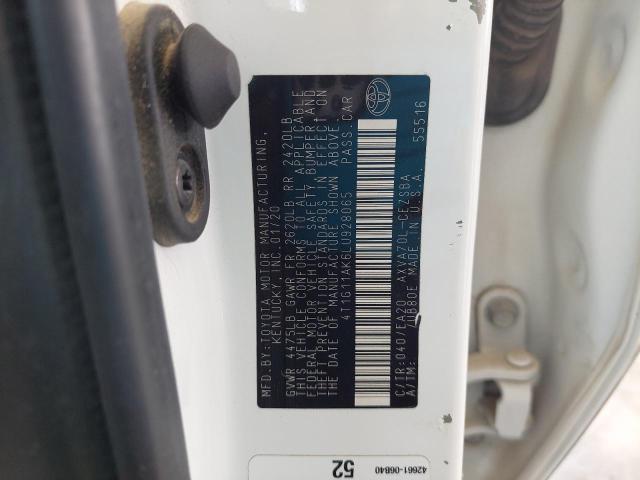 MFD.BY:TOYOTA MOTOR MANUFACTURING,
KENTUCKY, INC. 01/20
GVWR 4475LB GAWR FR 2620LB RR 2420LB
THIS VEHICLE CONFORMS TO ALL APPLICABLE
FEDERAL MOTOR VEHICLE SAFETY, BUMPER AND
THEFT PREVENTION STANDARDS IN EFFECT ON
THE DATE OF MANUFACTURE SHOWN ABOVE.
4T1G11AK6LU928065 PASS.CAR
C/TR:040/EA20 AXVA70L-CEZSBA
A/TM: /UB80E MADE IN U.S.A. 55516
42661-06B40
52